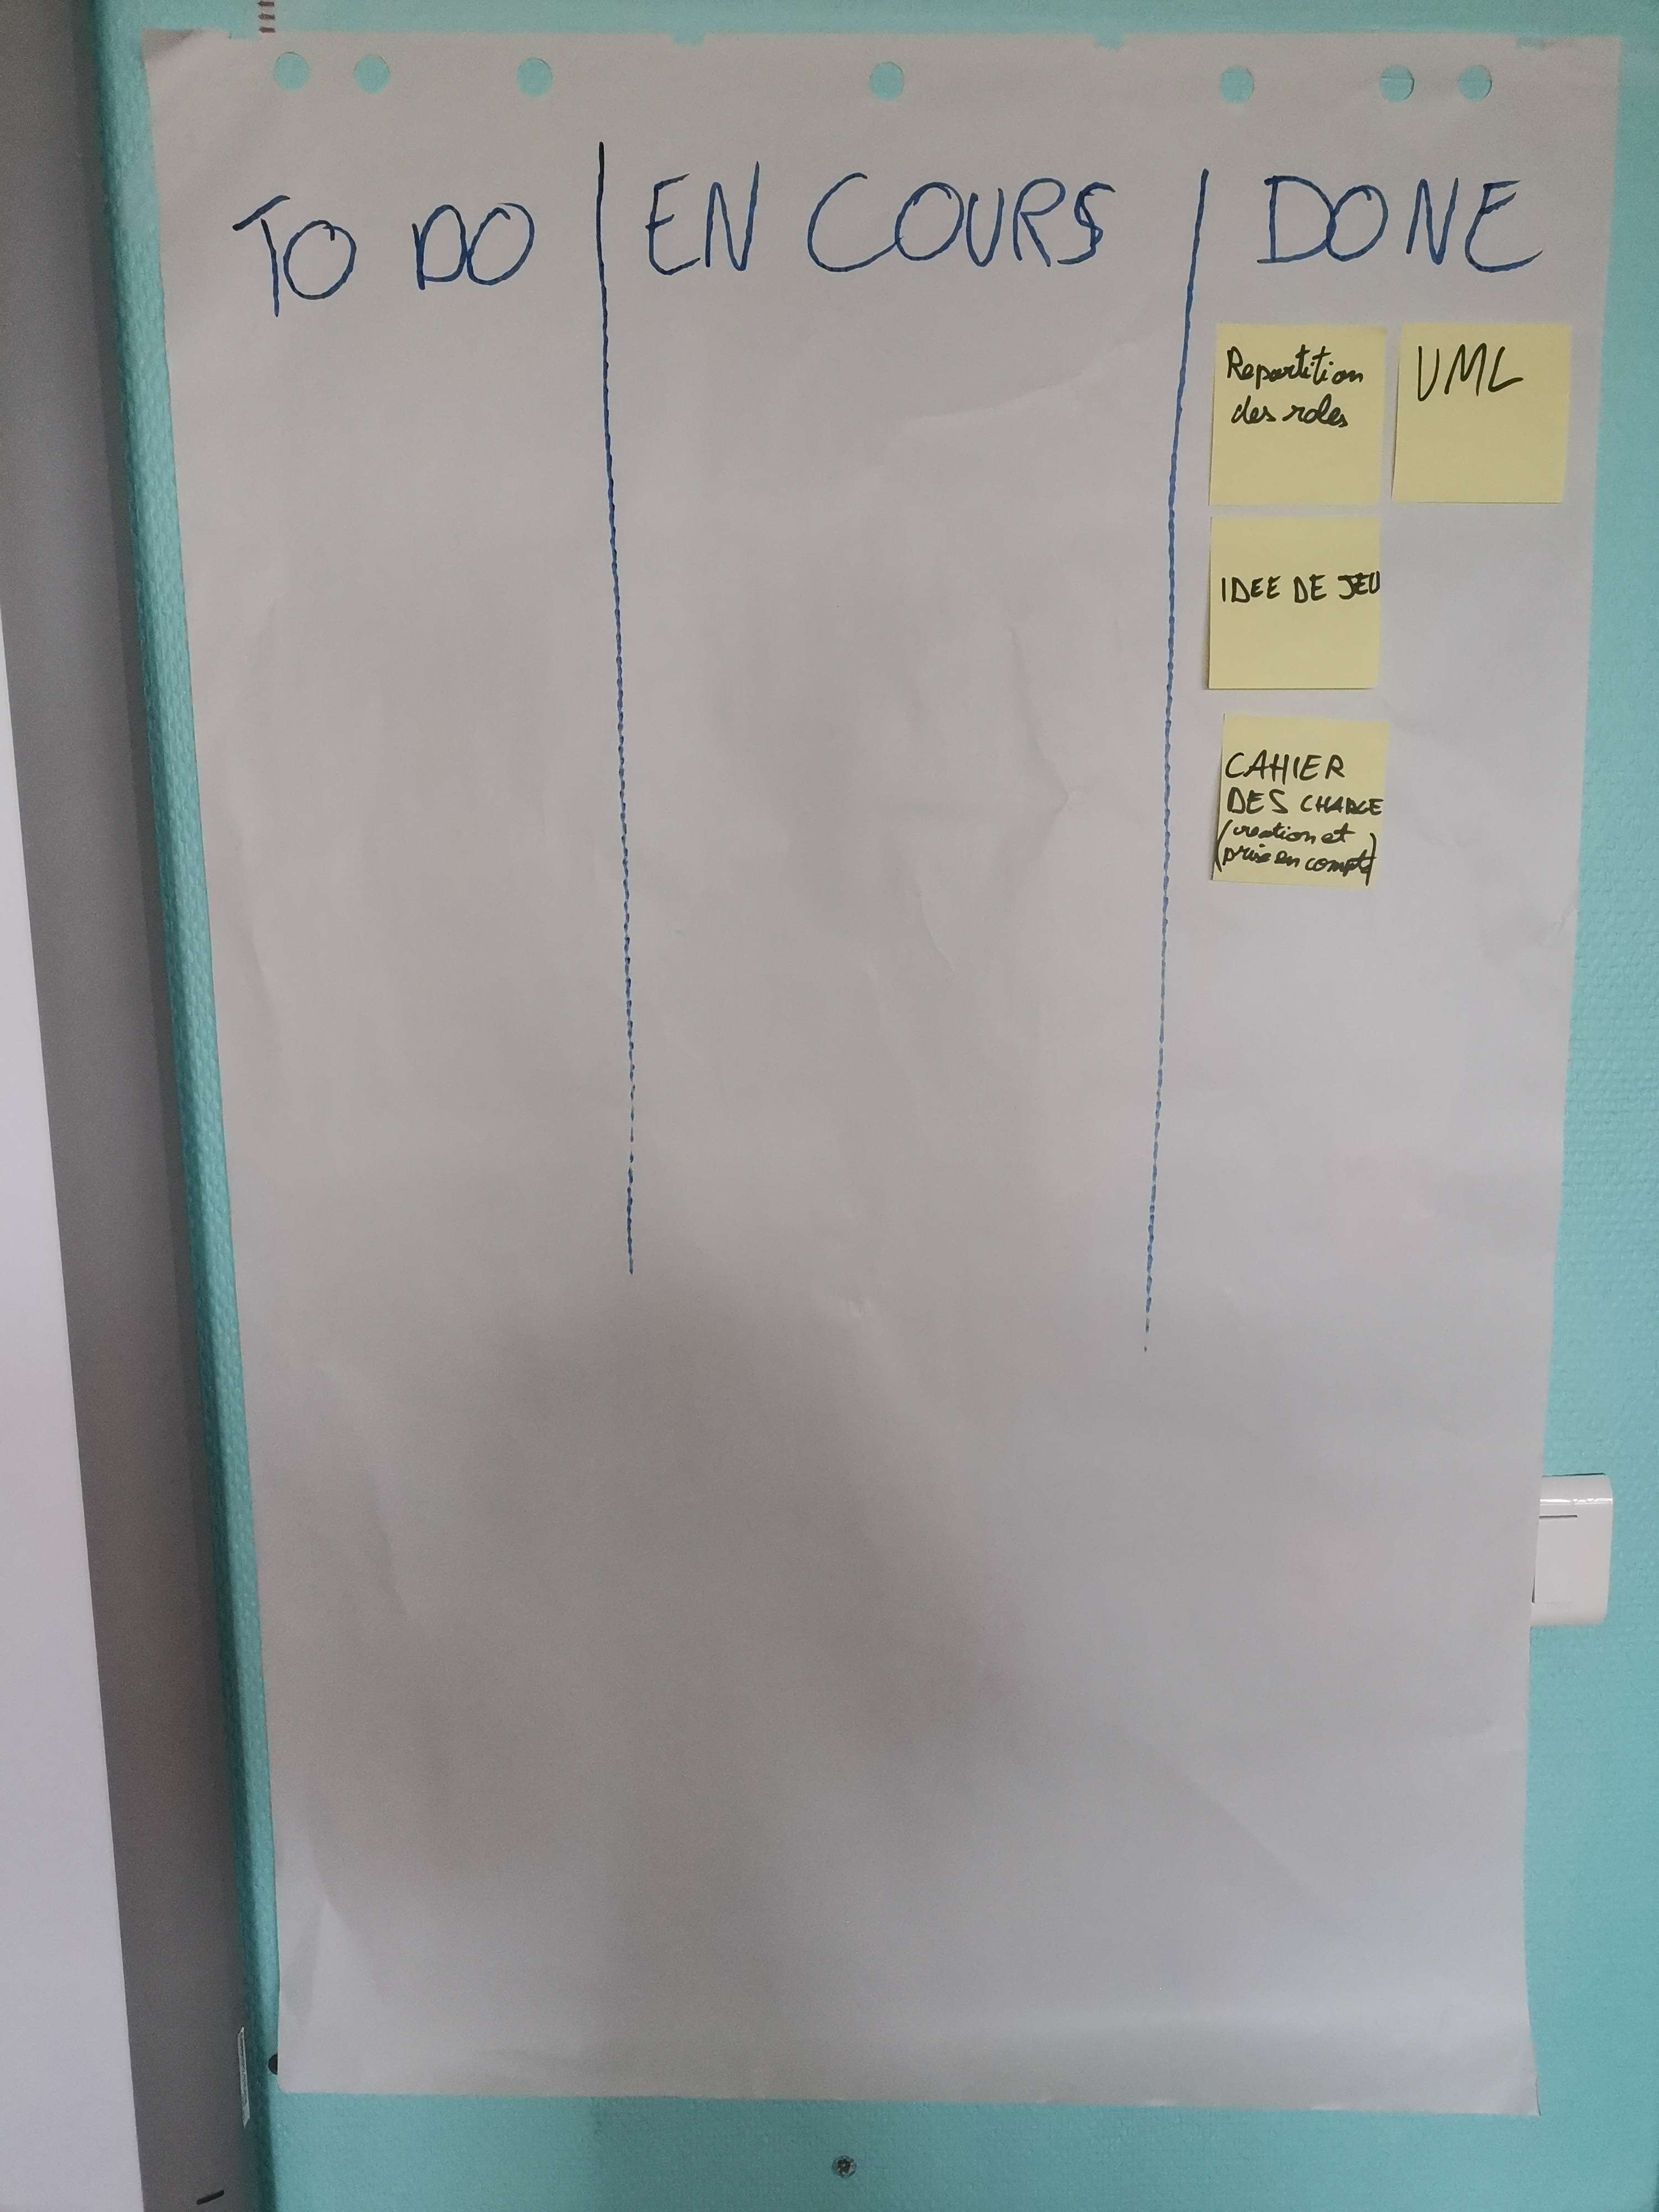 TO DO
EN COURS
DONE
Repartition
des roles
UML
IDEE DE JEU
CAHIER
DES CHARGE
(creation et
prise en compte)